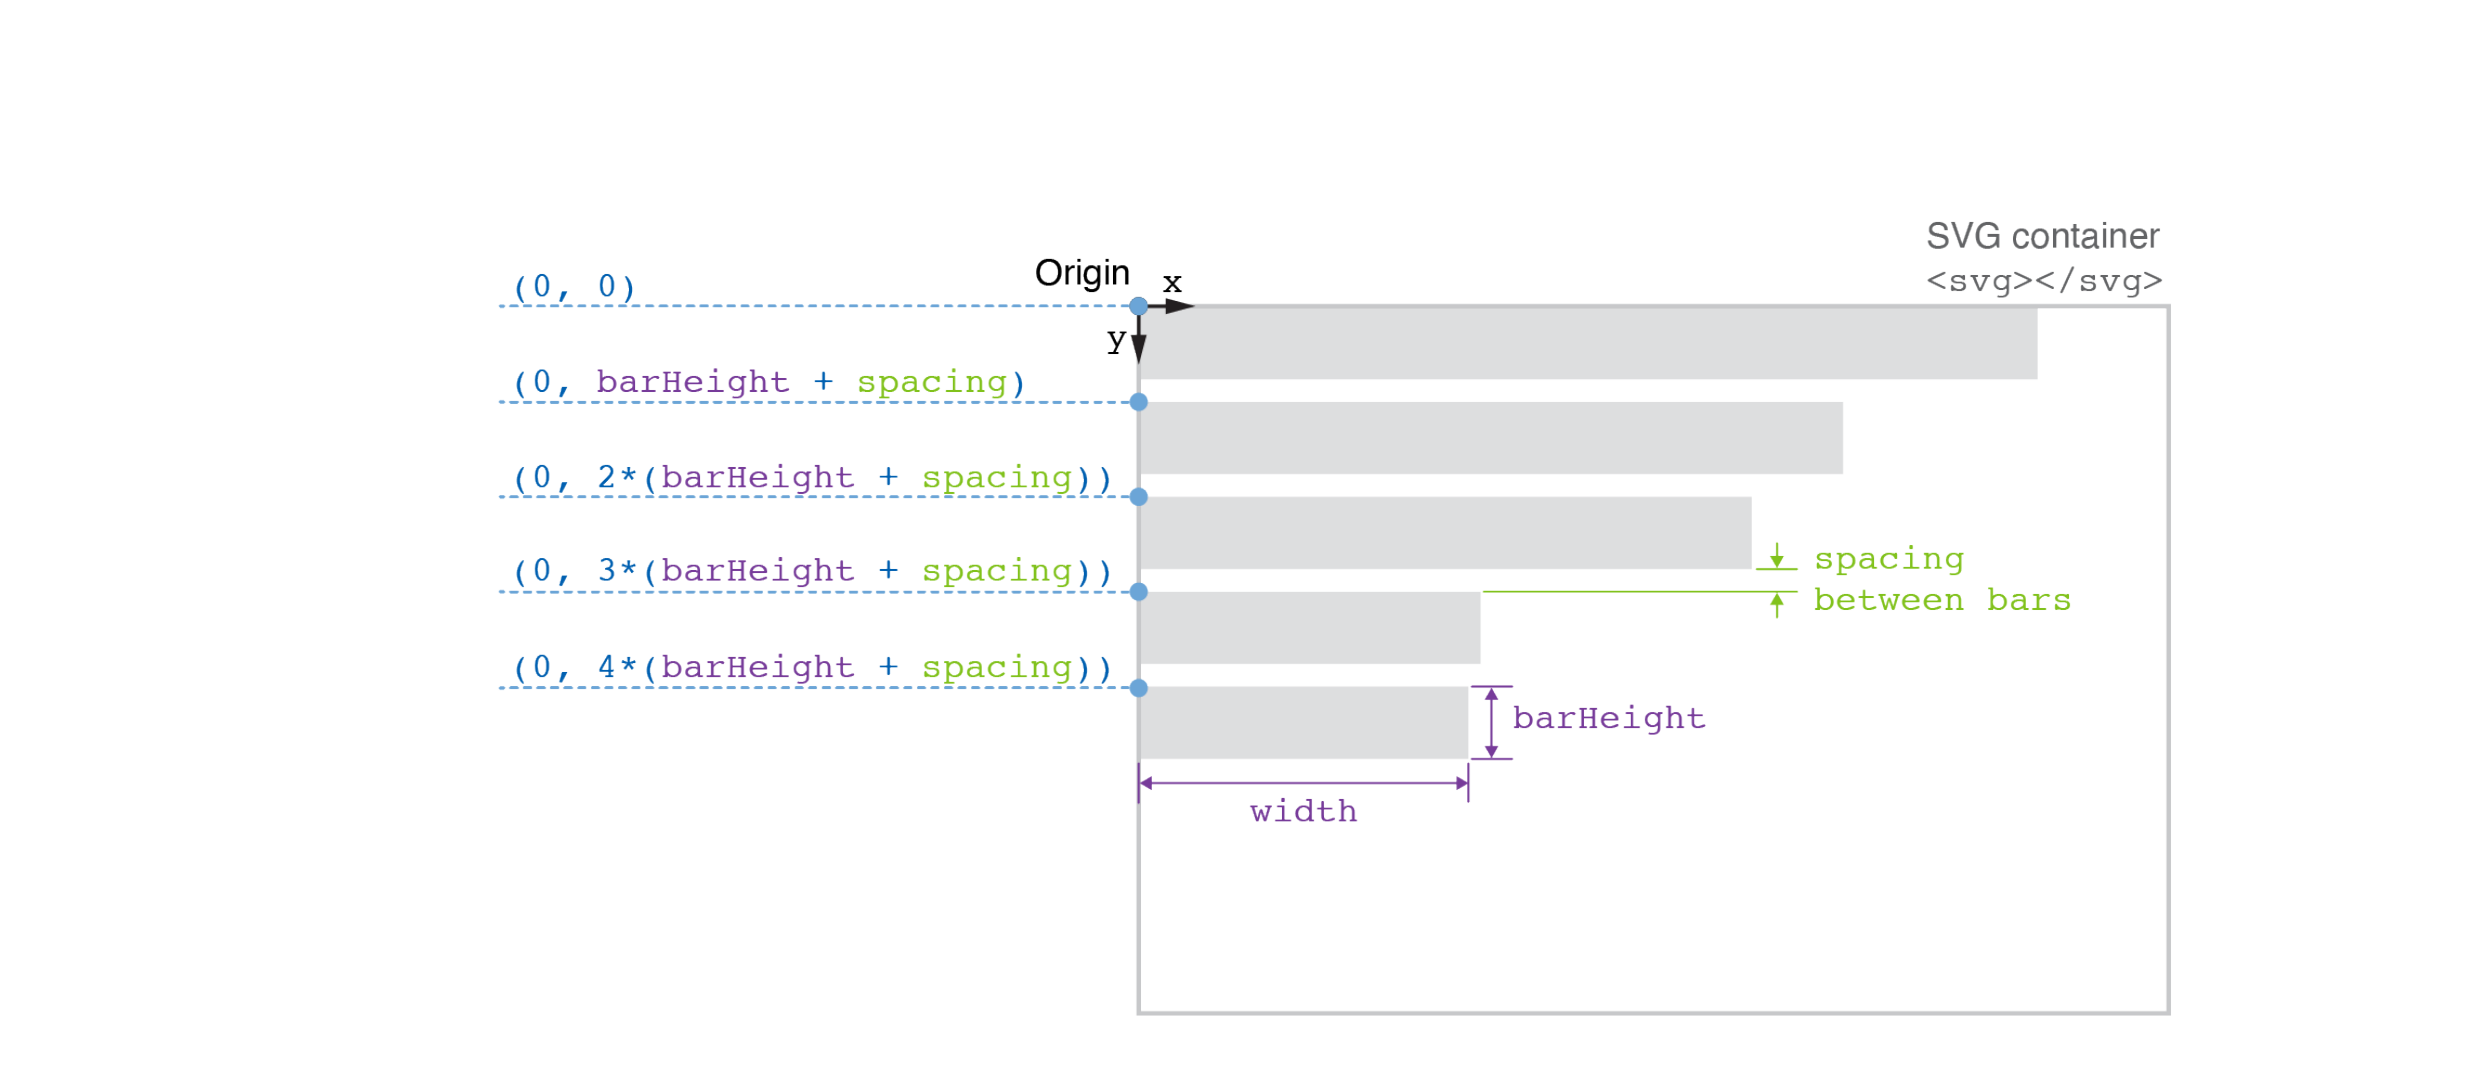 SVG container
<svg></svg>
Origin
x
y
(0, 0)
(0, barHeight + spacing)
(0, 2*(barHeight + spacing))
(0, 3*(barHeight + spacing))
(0, 4*(barHeight + spacing))
spacing
between bars
barHeight
width